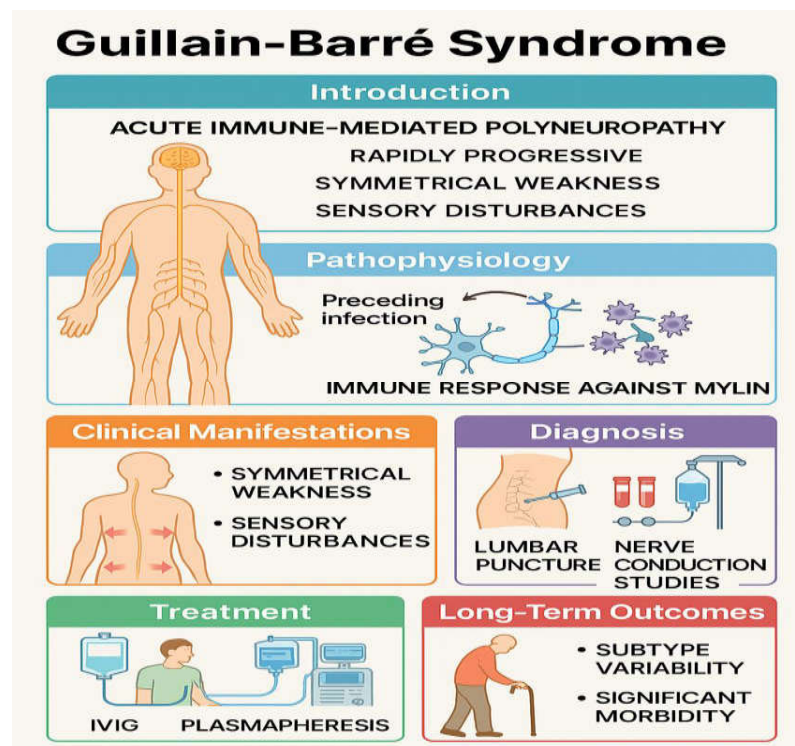 Guillain-Barré Syndrome
Introduction
ACUTE IMMUNE-MEDIATED POLYNEUROPATHY
RAPIDLY PROGRESSIVE
SYMMETRICAL WEAKNESS
SENSORY DISTURBANCES
Pathophysiology
Preceding
infection
IMMUNE RESPONSE AGAINST MYLIN
Clinical Manifestations
• SYMMETRICAL
WEAKNESS
• SENSORY
DISTURBANCES
Diagnosis
LUMBAR
PUNCTURE
NERVE
CONDUCTION
STUDIES
Treatment
IVIG
PLASMAPHERESIS
Long-Term Outcomes
• SUBTYPE
VARIABILITY
• SIGNIFICANT
MORBIDITY